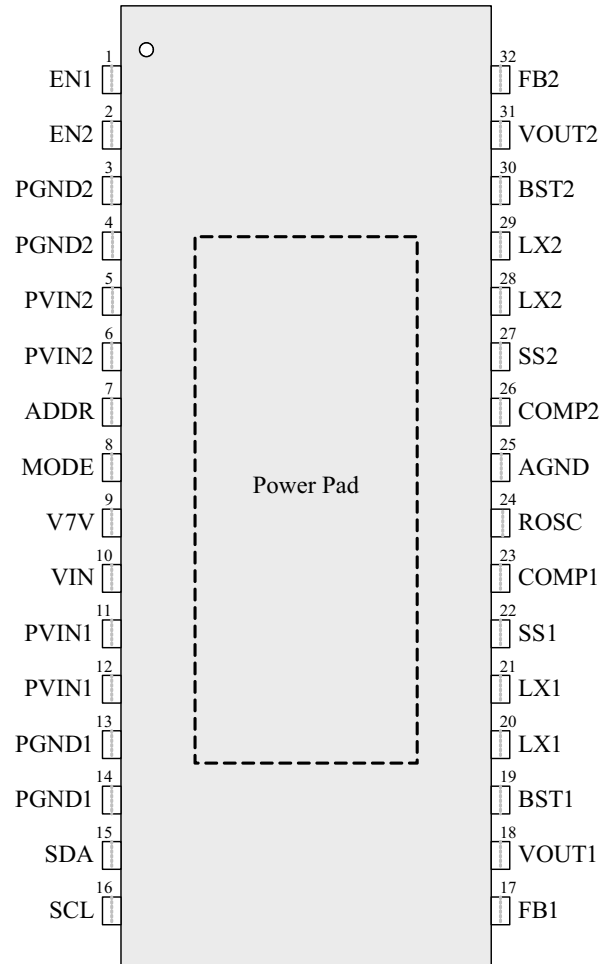 1
EN1
2
EN2
3
PGND2
4
PGND2
5
PVIN2
6
PVIN2
7
ADDR
8
MODE
9
V7V
10
VIN
11
PVIN1
12
PVIN1
13
PGND1
14
PGND1
15
SDA
16
SCL
Power Pad
32
FB2
31
VOUT2
30
BST2
29
LX2
28
LX2
27
SS2
26
COMP2
25
AGND
24
ROSC
23
COMP1
22
SS1
21
LX1
20
LX1
19
BST1
18
VOUT1
17
FB1